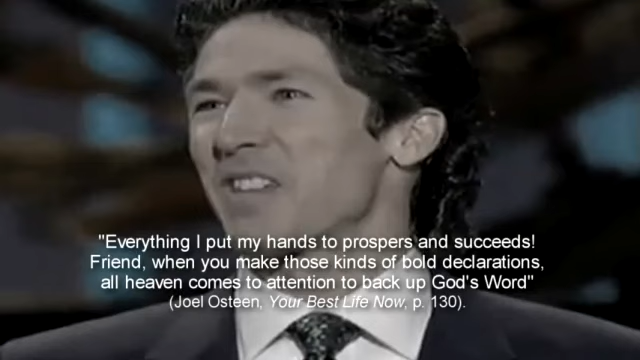 "Everything I put my hands to prospers and succeeds!
Friend, when you make those kinds of bold declarations,
all heaven comes to attention to back up God's Word"
(Joel Osteen, Your Best Life Now, p. 130).